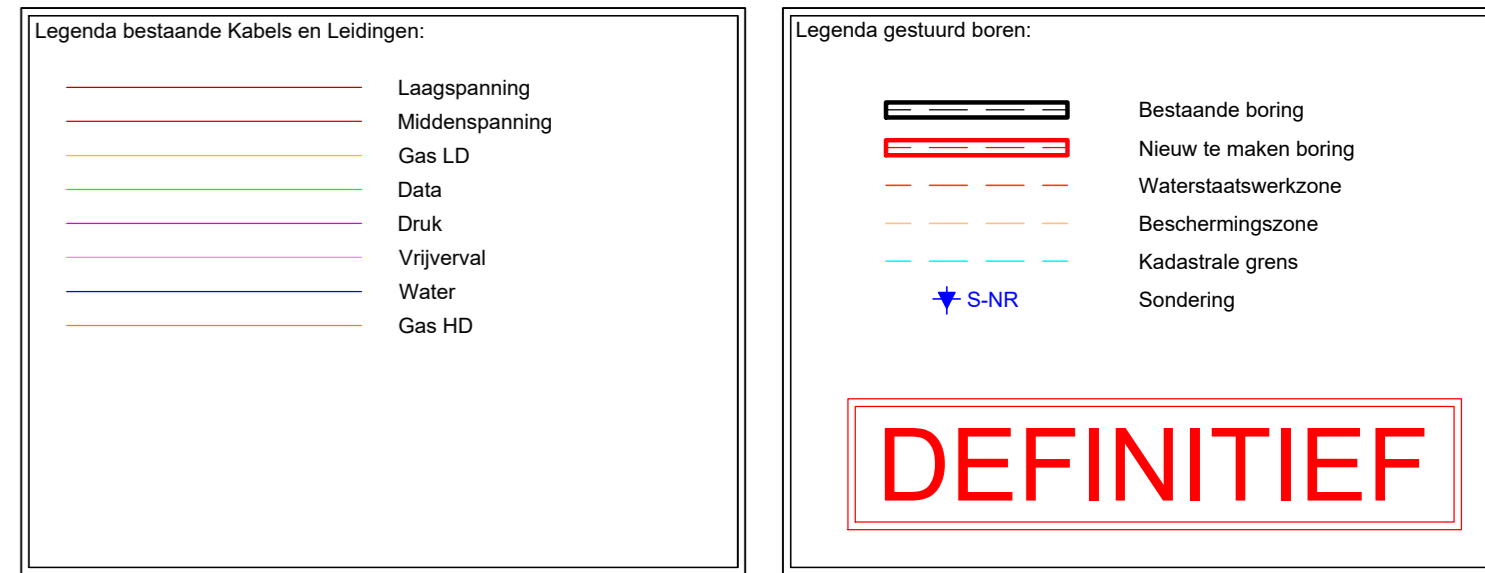 Legenda bestaande Kabels en Leidingen:
Laagspanning
Middenspanning
Gas LD
Data
Druk
Vrijverval
Water
Gas HD
Legenda gestuurd boren:
Bestaande boring
Nieuw te maken boring
Waterstaatswerkzone
Beschermingszone
Kadastrale grens
S-NR Sondering
DEFINITIEF